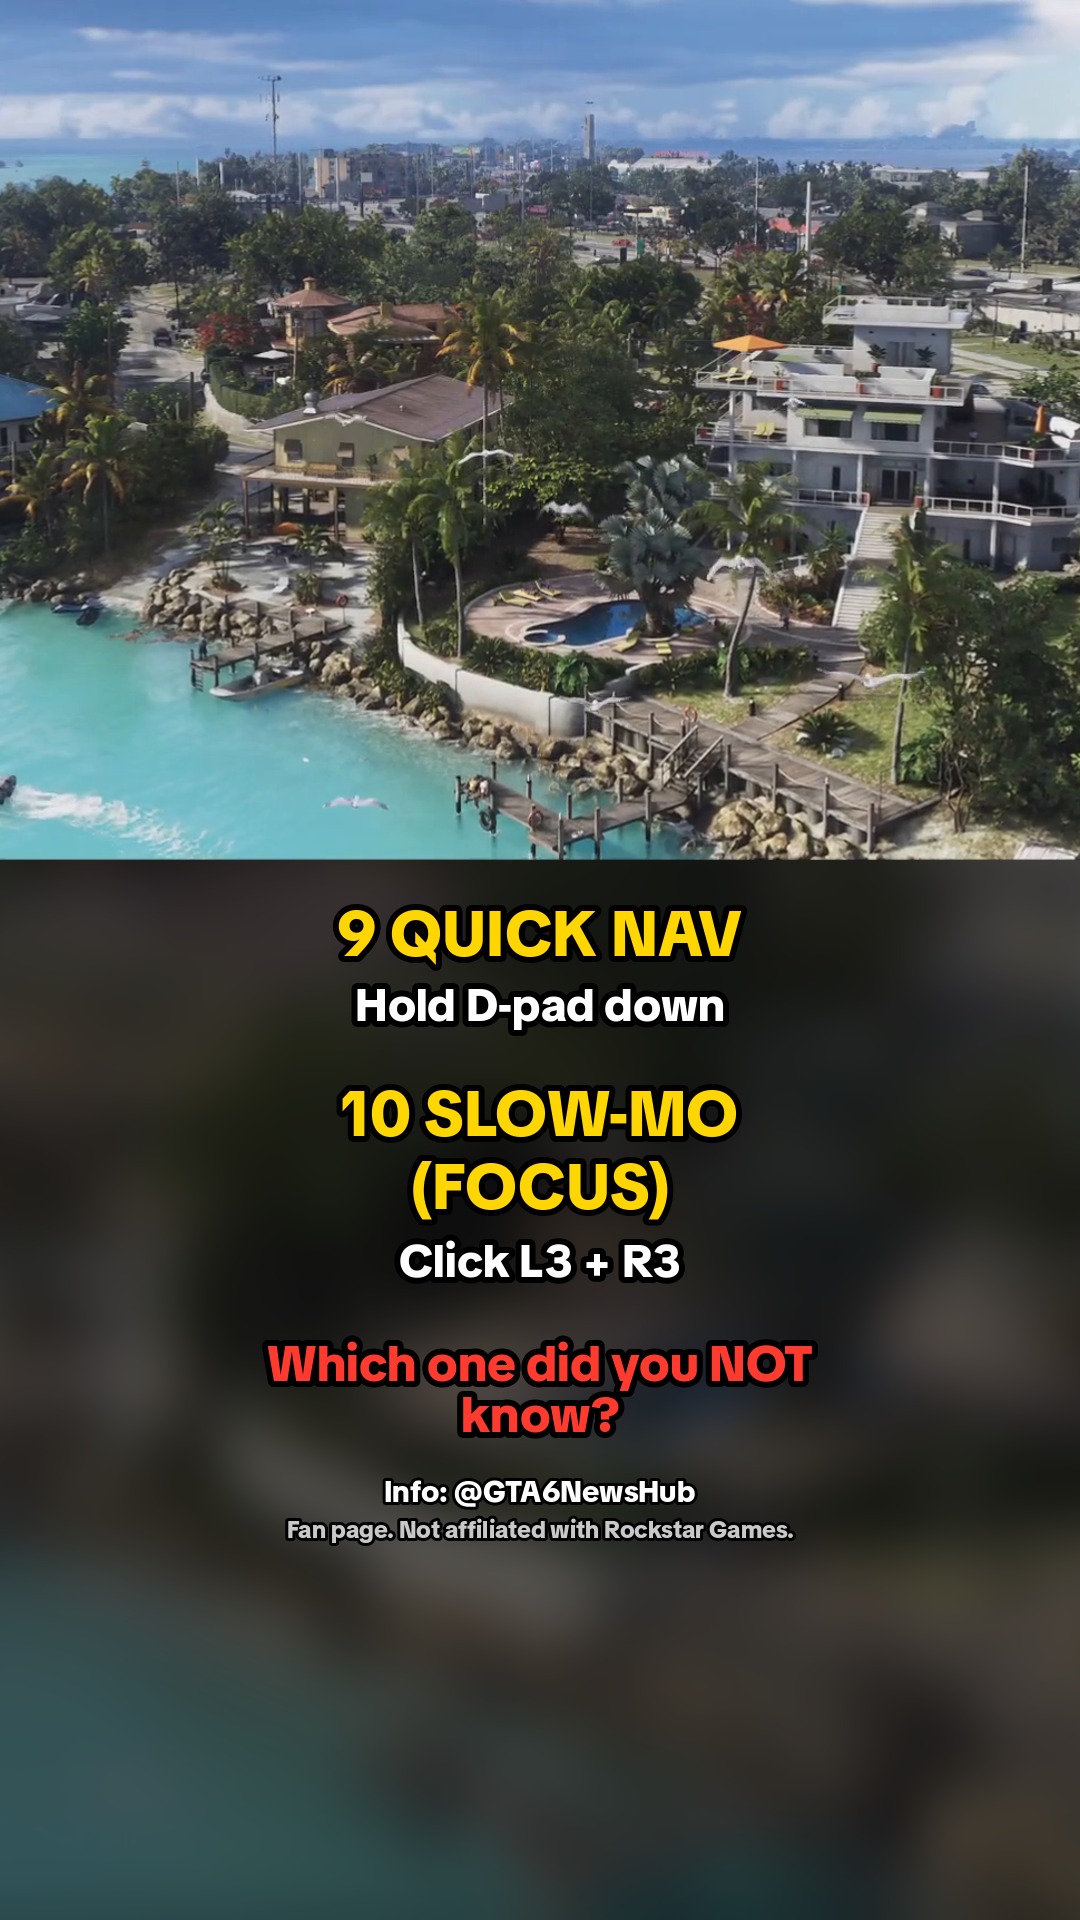 9 QUICK NAV
Hold D-pad down
10 SLOW-MO
(FOCUS)
Click L3 + R3
Which one did you NOT
know?
Info: @GTA6NewsHub
Fan page. Not affiliated with Rockstar Games.